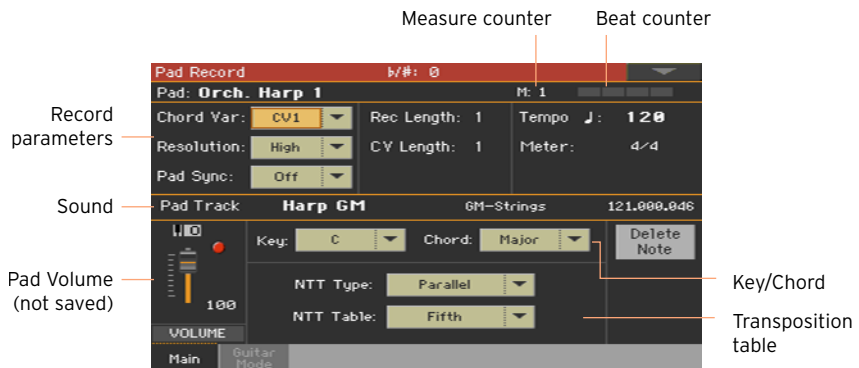 Measure counter
Beat counter
Pad Record
♭/#: 0
Pad: Orch. Harp 1
M: 1
Record
parameters
Chord Var:
CV1
Rec Length: 1
Tempo ♩: 120
Resolution:
High
CV Length: 1
Meter: 4/4
Pad Sync:
Off
Sound
Pad Track
Harp GM
GM-Strings
121.000.046
Key:
C
Chord:
Major
Delete
Note
Pad Volume
(not saved)
100
VOLUME
NTT Type:
Parallel
NTT Table:
Fifth
Key/Chord
Transposition
table
Main
Guitar
Mode